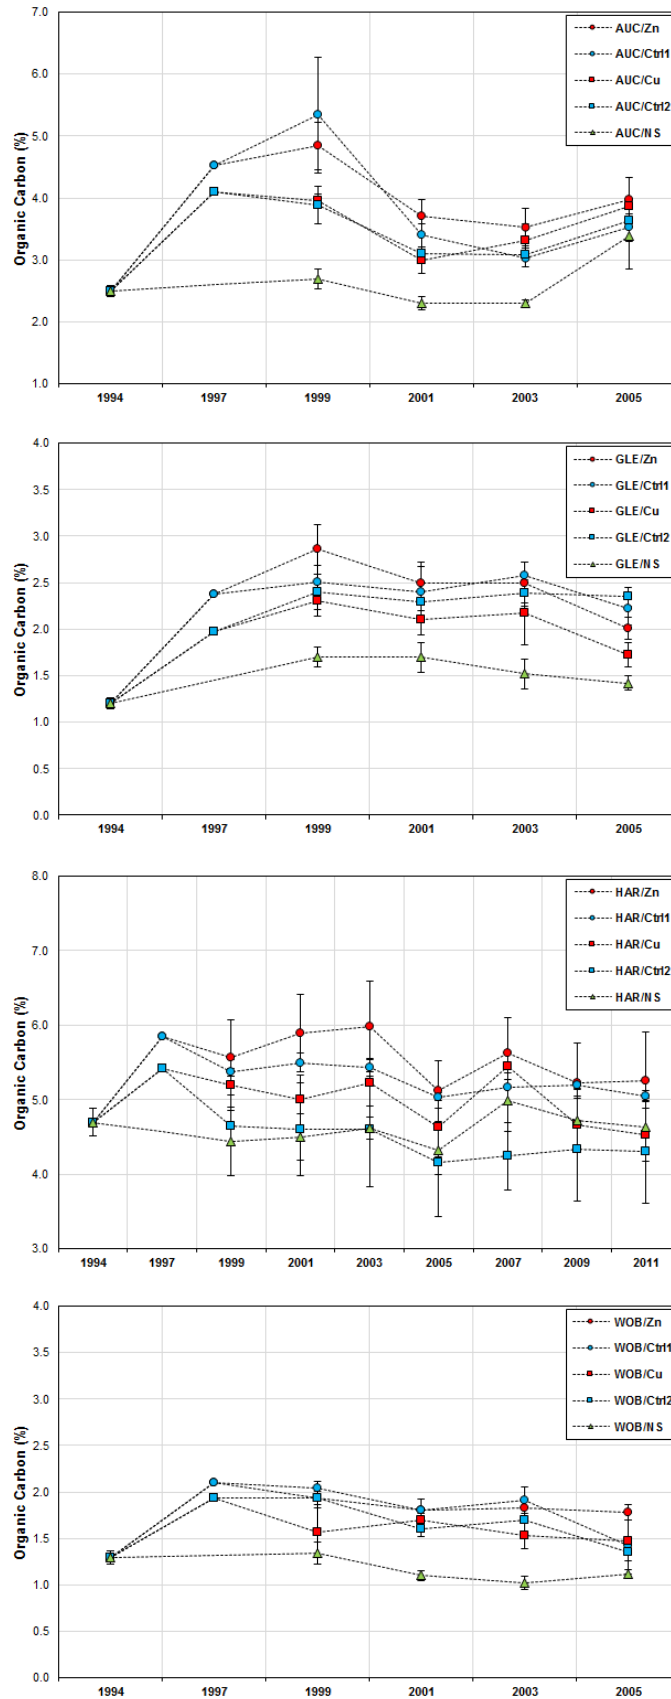 7.0
6.0
5.0
4.0
3.0
2.0
1.0
Organic Carbon (%)
AUC/Zn
AUC/Ctrl1
AUC/Cu
AUC/Ctrl2
AUC/NS
1994 1997 1999 2001 2003 2005
4.0
3.5
3.0
2.5
2.0
1.5
1.0
0.5
0.0
Organic Carbon (%)
GLE/Zn
GLE/Ctrl1
GLE/Cu
GLE/Ctrl2
GLE/NS
1994 1997 1999 2001 2003 2005
8.0
7.0
6.0
5.0
4.0
3.0
Organic Carbon (%)
HAR/Zn
HAR/Ctrl1
HAR/Cu
HAR/Ctrl2
HAR/NS
1994 1997 1999 2001 2003 2005 2007 2009 2011
4.0
3.5
3.0
2.5
2.0
1.5
1.0
0.5
0.0
Organic Carbon (%)
WOB/Zn
WOB/Ctrl1
WOB/Cu
WOB/Ctrl2
WOB/NS
1994 1997 1999 2001 2003 2005